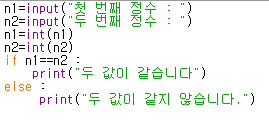 n1=input("첫 번째 정수 : ")
n2=input("두 번째 정수 : ")
n1=int(n1)
n2=int(n2)
if n1==n2 :
    print("두 값이 같습니다")
else :
    print("두 값이 같지 않습니다.")